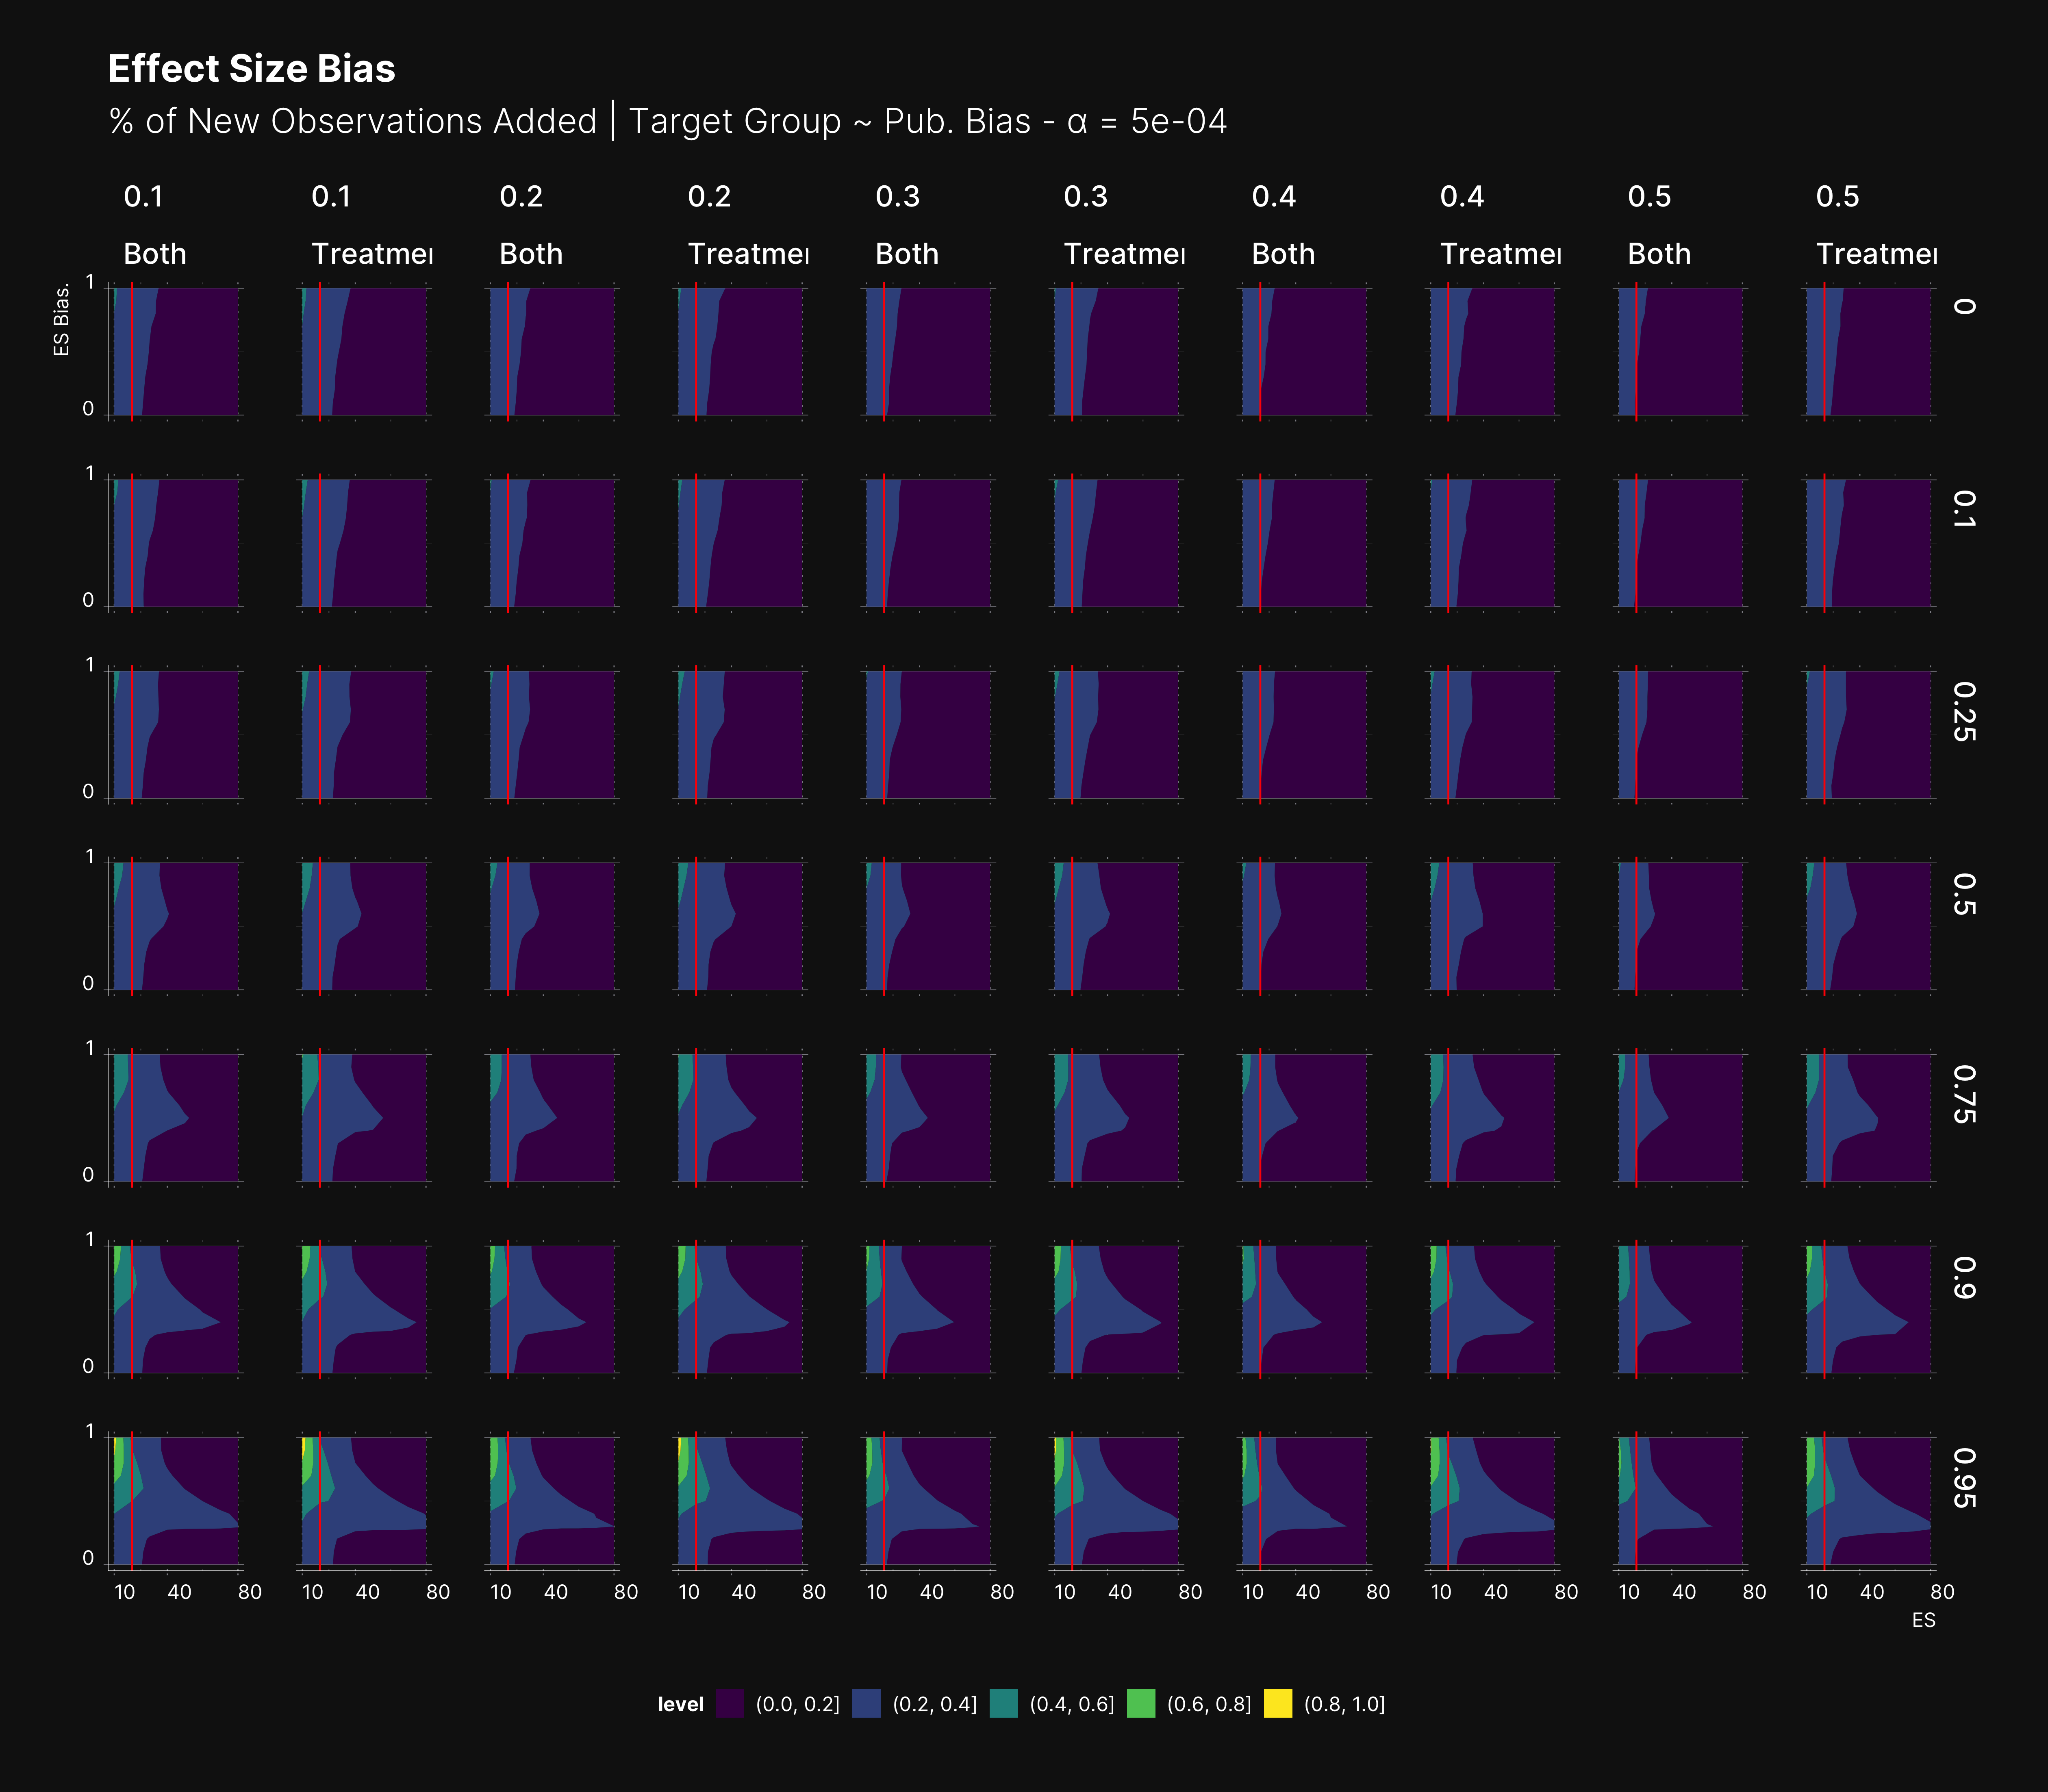 Effect Size Bias
% of New Observations Added | Target Group ~ Pub. Bias - α = 5e-04
0.1 0.1 0.2 0.2 0.3 0.3 0.4 0.4 0.5 0.5
Both Treatmen Both Treatmen Both Treatmen Both Treatmen Both Treatmen
ES Bias.
1
0
0
1
0
0.1
1
0
0.25
1
0
0.5
1
0
0.75
1
0
0.9
1
0
0.95
10 40 80 10 40 80 10 40 80 10 40 80 10 40 80 10 40 80 10 40 80 10 40 80 10 40 80 10 40 80
ES
level (0.0, 0.2] (0.2, 0.4] (0.4, 0.6] (0.6, 0.8] (0.8, 1.0]